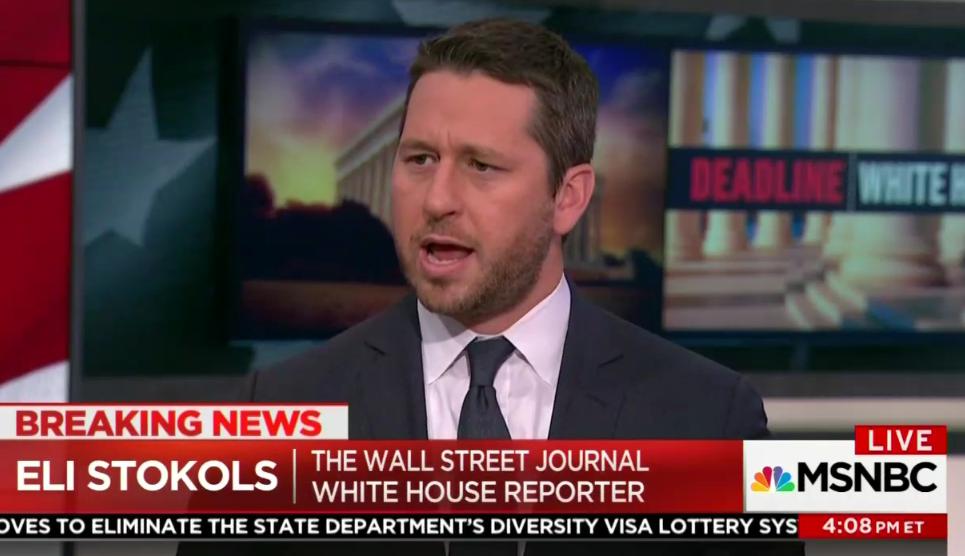 DEADLINE WHITE H
BREAKING NEWS
LIVE
ELI STOKOLS
THE WALL STREET JOURNAL
WHITE HOUSE REPORTER
MSNBC
OVES TO ELIMINATE THE STATE DEPARTMENT'S DIVERSITY VISA LOTTERY SYS
4:08 PM ET